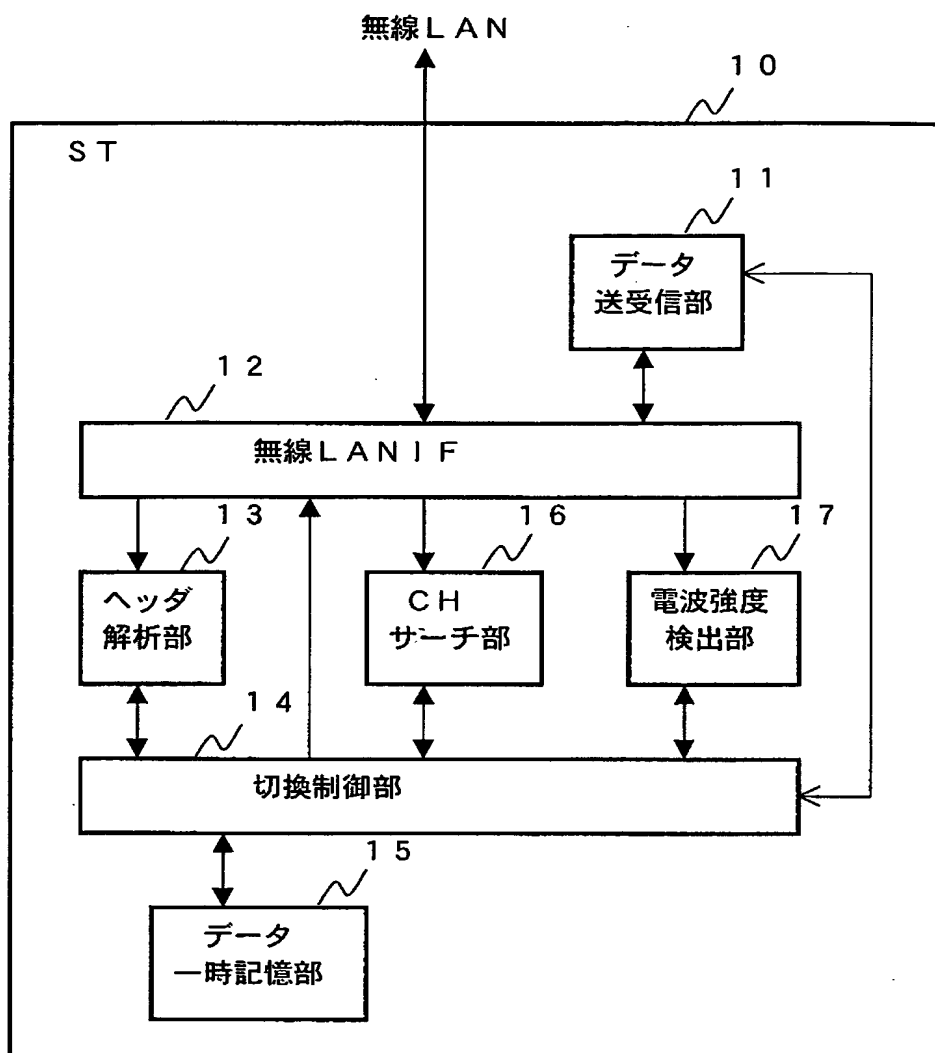 無線ＬＡＮ
１０
ＳＴ
１１
データ
送受信部
１２
無線ＬＡＮＩＦ
１３
ヘッダ
解析部
１６
ＣＨ
サーチ部
１７
電波強度
検出部
１４
切換制御部
１５
データ
一時記憶部